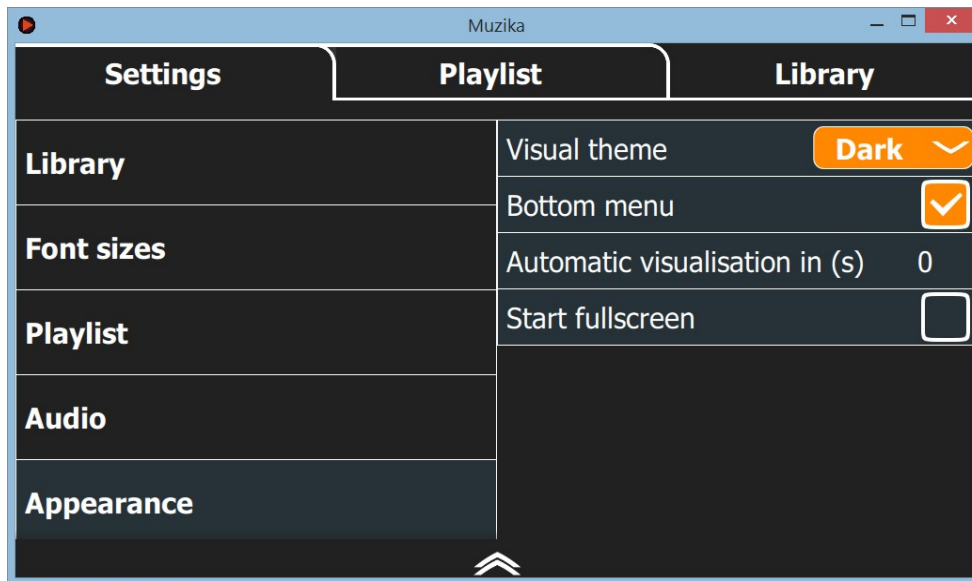 Muzika
Settings Playlist Library
Library
Font sizes
Playlist
Audio
Appearance
Visual theme Dark
Bottom menu
Automatic visualisation in (s) 0
Start fullscreen